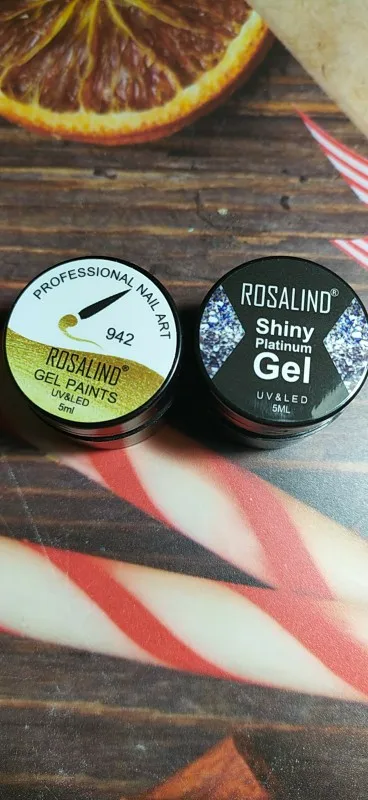 PROFESSIONAL NAIL ART
942
ROSALIND®
GEL PAINTS
UV&LED
5ml
ROSALIND®
Shiny
Platinum
Gel
UV&LED
5ML